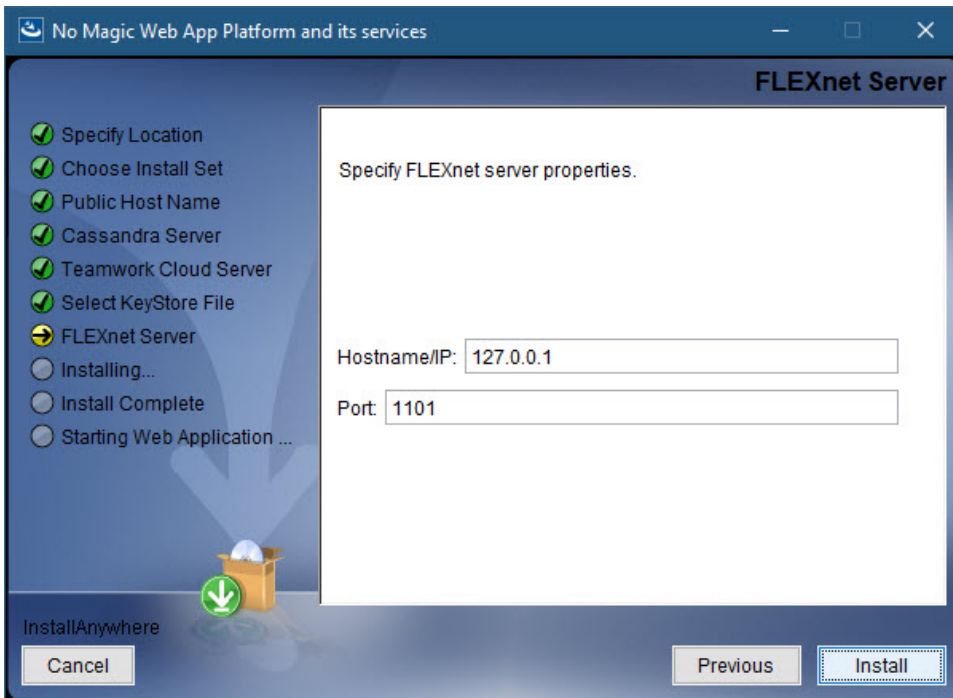 No Magic Web App Platform and its services
FLEXnet Server
Specify Location
Choose Install Set
Public Host Name
Cassandra Server
Teamwork Cloud Server
Select KeyStore File
FLEXnet Server
Installing...
Install Complete
Starting Web Application ...
Specify FLEXnet server properties.
Hostname/IP: 127.0.0.1
Port: 1101
InstallAnywhere
Cancel
Previous
Install